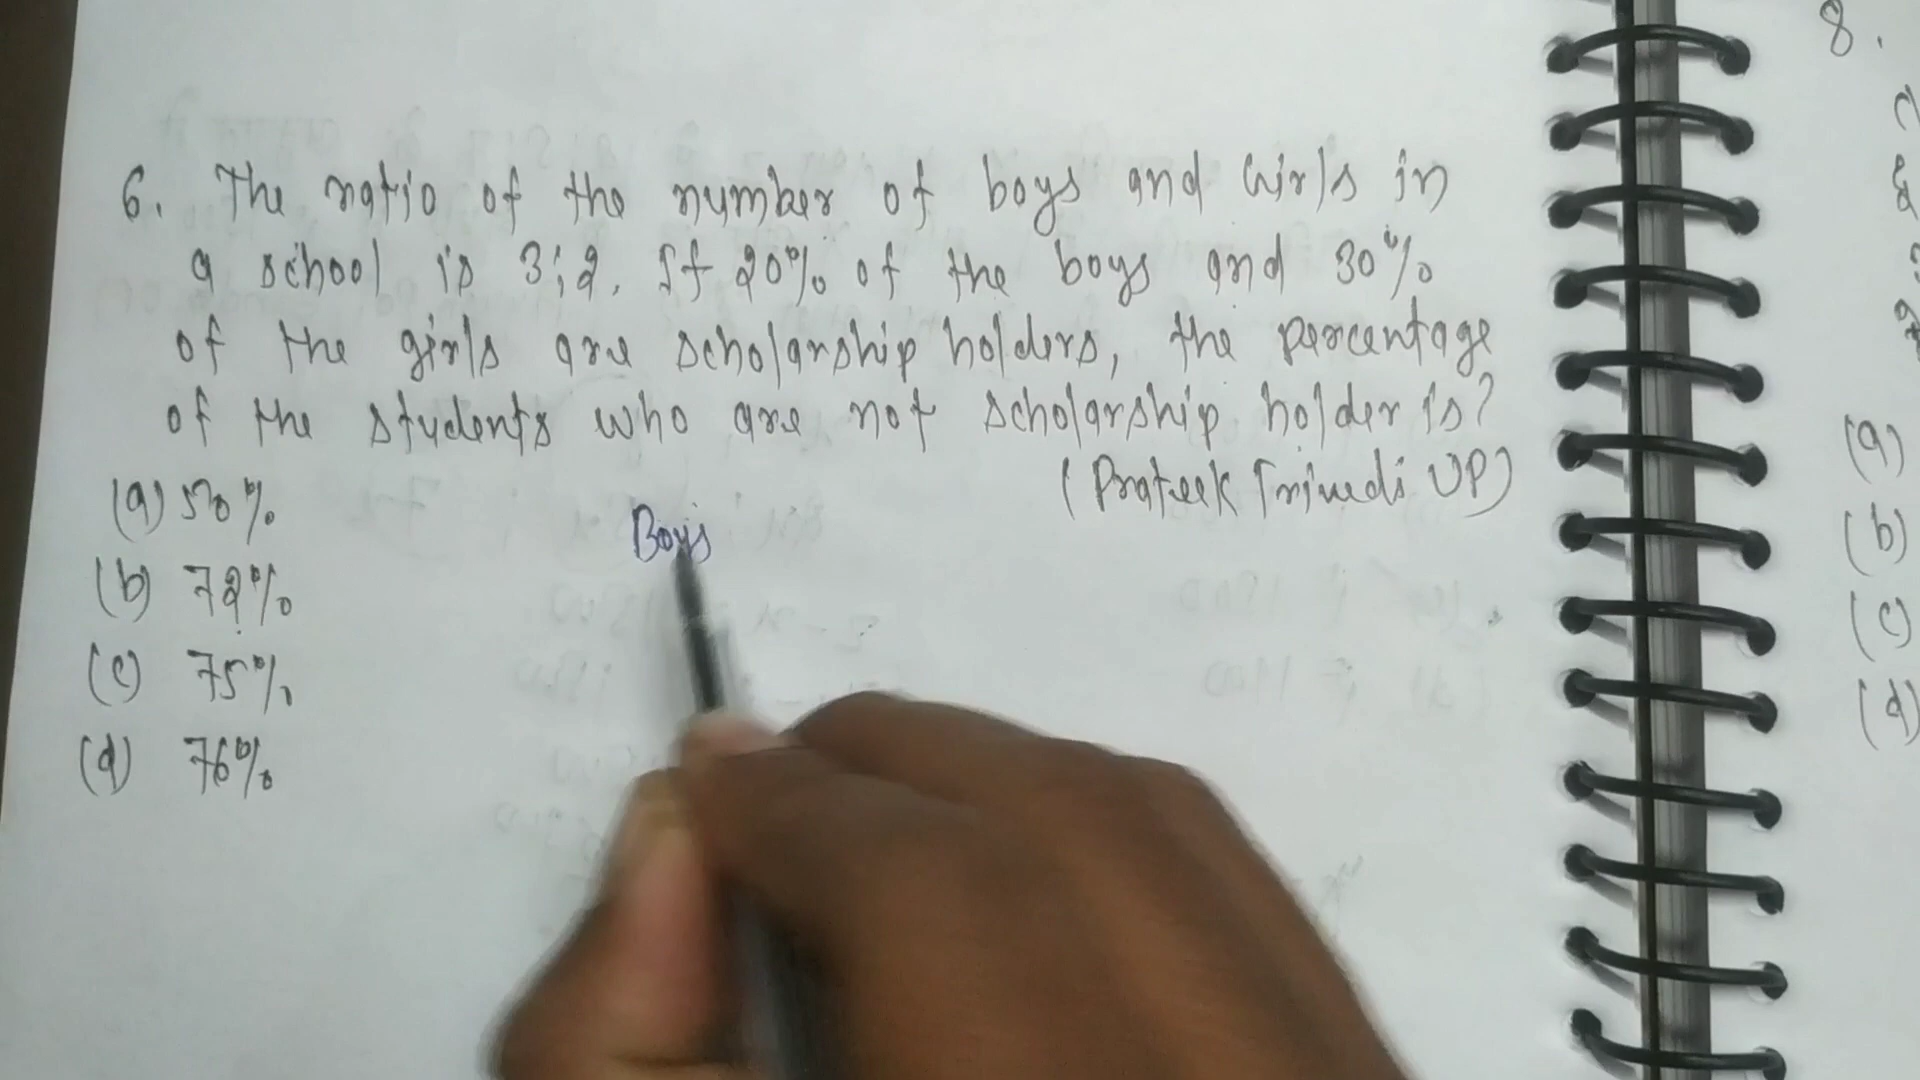 6. The ratio of the number of boys and Girls in
a school is 3:2. If 20% of the boys and 30%
of the girls are scholarship holders, the percentage
of the students who are not scholarship holder is?
(Prateek Trivedi UP)
(a) 50%
Boys
(b) 72%
(c) 75%
(d) 76%
8.
(a)
(b)
(c)
(d)